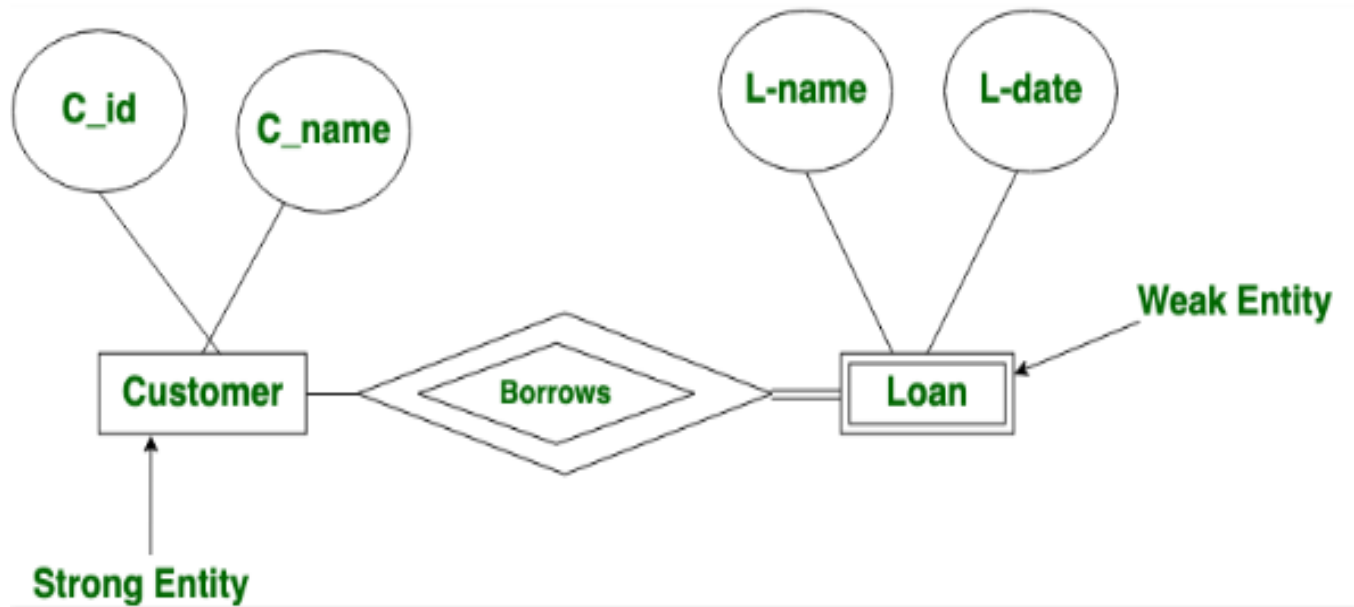 C_id
C_name
L-name
L-date
Weak Entity
Customer
Borrows
Loan
Strong Entity